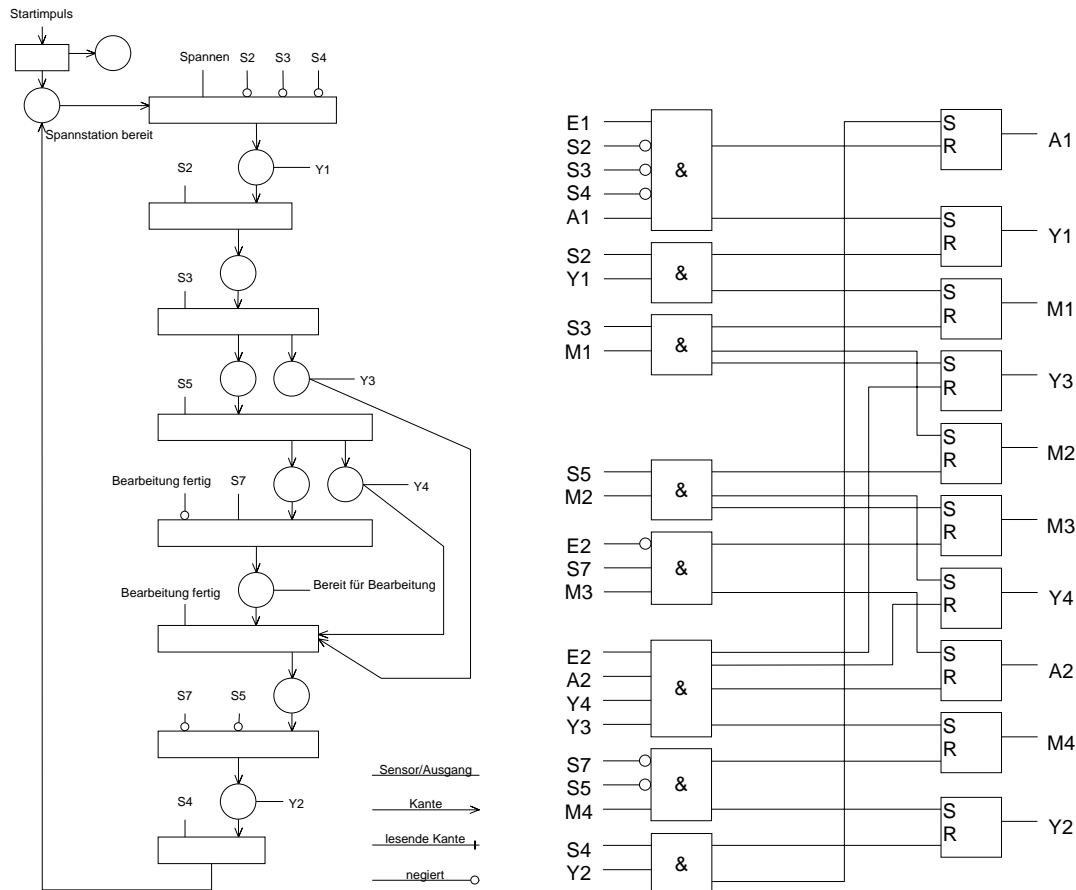 Startimpuls
Spannen S2 S3 S4
Spannstation bereit
S2
Y1
S3
S5
Y3
Bearbeitung fertig S7
Y4
Bereit für Bearbeitung
Bearbeitung fertig
S7 S5
Y2
S4
Sensor/Ausgang
Kante
lesende Kante
negiert
E1
S2
S3
S4
A1
&
S2
Y1
&
S3
M1
&
S5
M2
&
E2
S7
M3
&
E2
A2
Y4
Y3
&
S7
S5
M4
&
S4
Y2
&
S
R
A1
S
R
Y1
S
R
M1
S
R
Y3
S
R
M2
S
R
M3
S
R
Y4
S
R
A2
S
R
M4
S
R
Y2